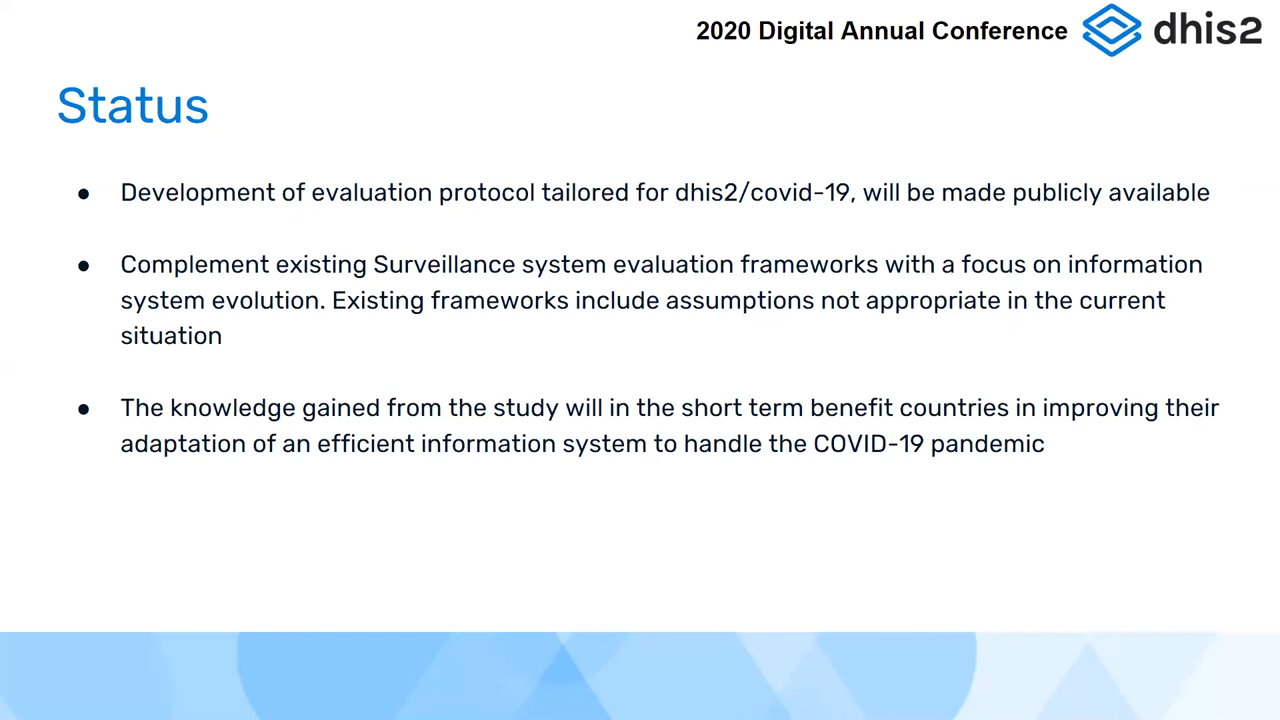 2020 Digital Annual Conference dhis2
Status
● Development of evaluation protocol tailored for dhis2/covid-19, will be made publicly available
● Complement existing Surveillance system evaluation frameworks with a focus on information
system evolution. Existing frameworks include assumptions not appropriate in the current
situation
● The knowledge gained from the study will in the short term benefit countries in improving their
adaptation of an efficient information system to handle the COVID-19 pandemic